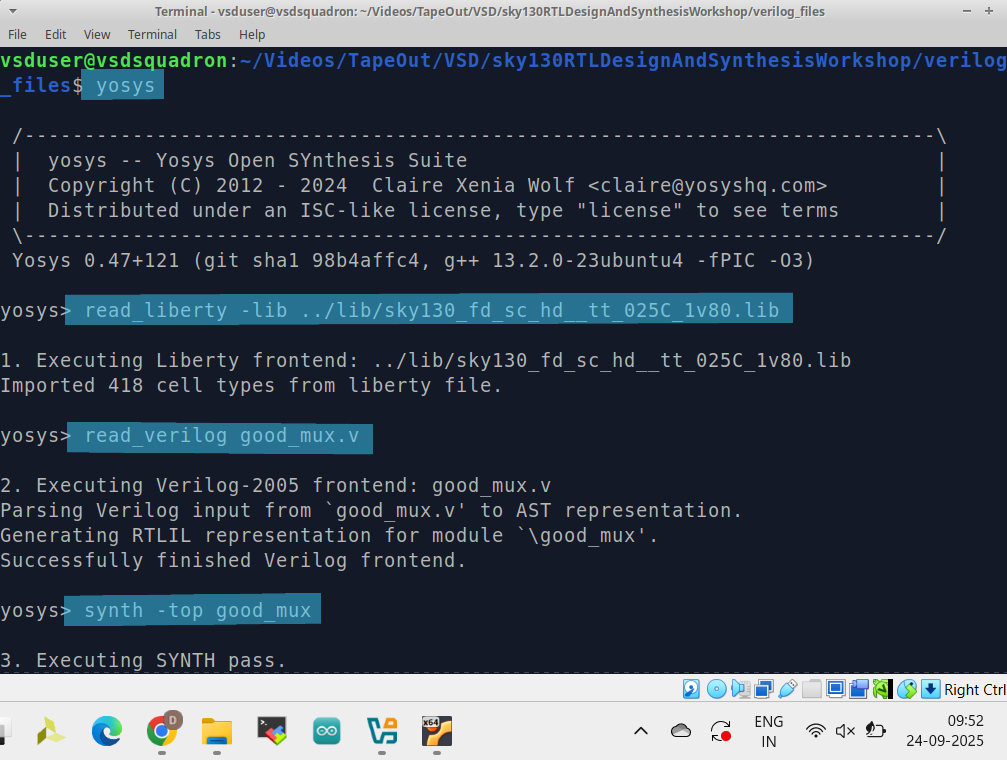 Terminal - vsduser@vsdsquadron: ~/Videos/TapeOut/VSD/sky130RTLDesignAndSynthesisWorkshop/verilog_files
File Edit View Terminal Tabs Help
vsduser@vsdsquadron:~/Videos/TapeOut/VSD/sky130RTLDesignAndSynthesisWorkshop/verilog
_files$ yosys
/----------------------------------------------------------------------------\
| yosys -- Yosys Open SYnthesis Suite |
| Copyright (C) 2012 - 2024 Claire Xenia Wolf <claire@yosyshq.com> |
| Distributed under an ISC-like license, type "license" to see terms |
\----------------------------------------------------------------------------/
Yosys 0.47+121 (git sha1 98b4affc4, g++ 13.2.0-23ubuntu4 -fPIC -O3)
yosys> read_liberty -lib ../lib/sky130_fd_sc_hd__tt_025C_1v80.lib
1. Executing Liberty frontend: ../lib/sky130_fd_sc_hd__tt_025C_1v80.lib
Imported 418 cell types from liberty file.
yosys> read_verilog good_mux.v
2. Executing Verilog-2005 frontend: good_mux.v
Parsing Verilog input from `good_mux.v' to AST representation.
Generating RTLIL representation for module `\good_mux'.
Successfully finished Verilog frontend.
yosys> synth -top good_mux
3. Executing SYNTH pass.
Right Ctrl
D
x64
ENG
IN
09:52
24-09-2025